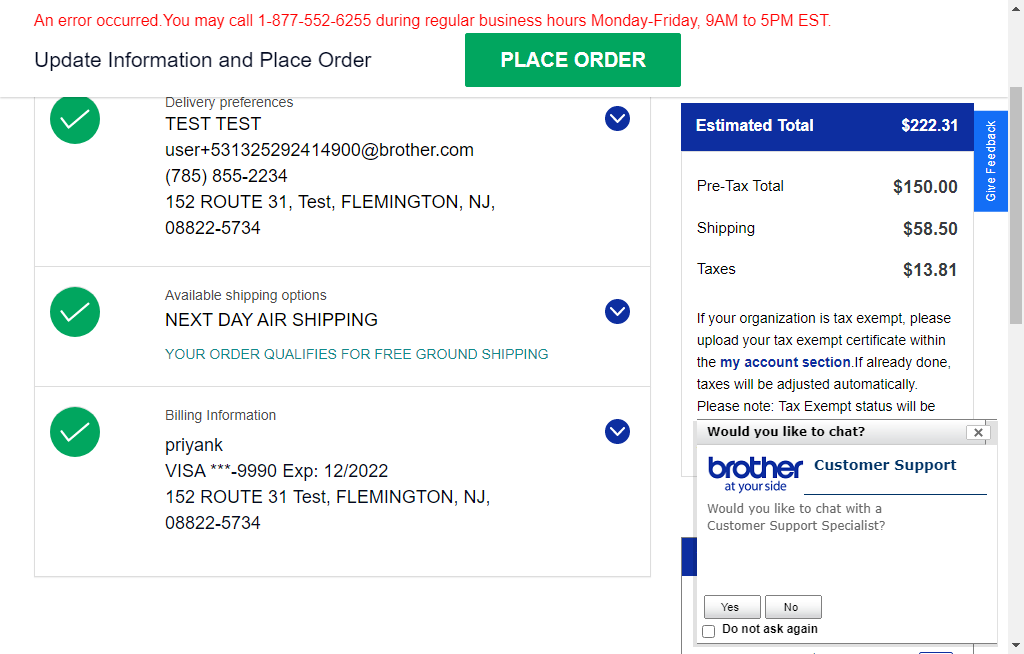 An error occurred.You may call 1-877-552-6255 during regular business hours Monday-Friday, 9AM to 5PM EST.
Update Information and Place Order
PLACE ORDER
Delivery preferences
TEST TEST
user+531325292414900@brother.com
(785) 855-2234
152 ROUTE 31, Test, FLEMINGTON, NJ,
08822-5734
Available shipping options
NEXT DAY AIR SHIPPING
YOUR ORDER QUALIFIES FOR FREE GROUND SHIPPING
Billing Information
priyank
VISA ***-9990 Exp: 12/2022
152 ROUTE 31 Test, FLEMINGTON, NJ,
08822-5734
Estimated Total $222.31
Pre-Tax Total $150.00
Shipping $58.50
Taxes $13.81
If your organization is tax exempt, please
upload your tax exempt certificate within
the my account section.If already done,
taxes will be adjusted automatically.
Please note: Tax Exempt status will be
Give Feedback
Would you like to chat?
brother
at your side
Customer Support
Would you like to chat with a
Customer Support Specialist?
Yes No
Do not ask again